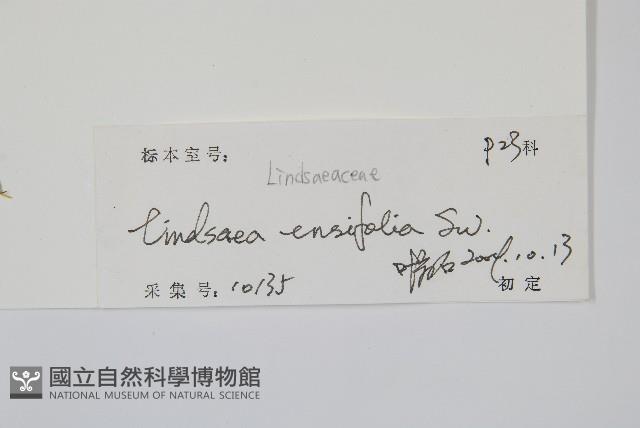 标本室号: P23科
Lindsaeaceae
Lindsaea ensifolia Sw.
2004.10.13
采集号: 10135 初定
國立自然科學博物館
NATIONAL MUSEUM OF NATURAL SCIENCE